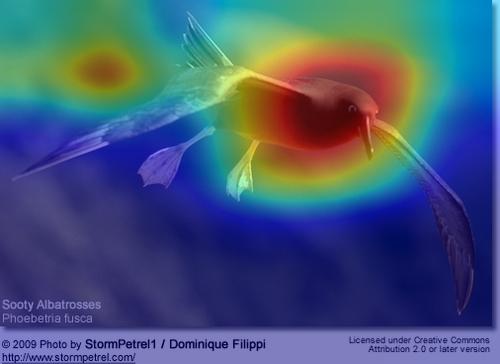 Sooty Albatrosses
Phoebetria fusca
© 2009 Photo by StormPetrel1 / Dominique Filippi
http://www.stormpetrel.com/
Licensed under Creative Commons
Attribution 2.0 or later version